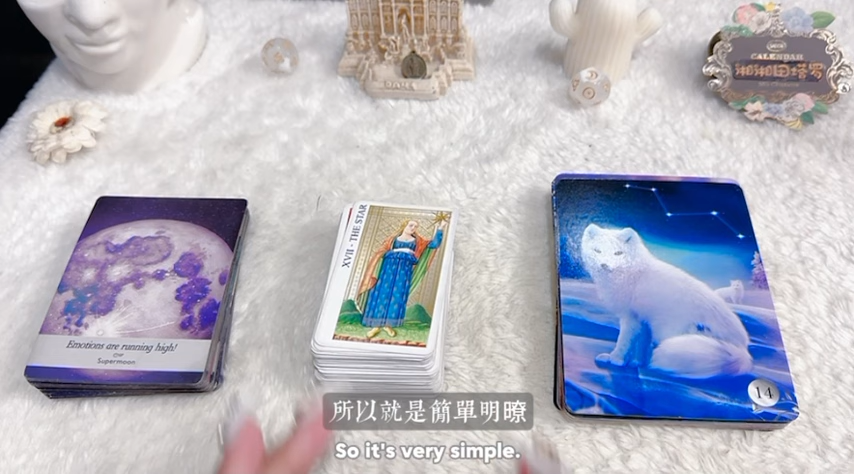 CALENDAR
湘湘田塔罗
XVII - THE STAR
Emotions are running high!
Supermoon
14
所以就是簡單明瞭
So it's very simple.